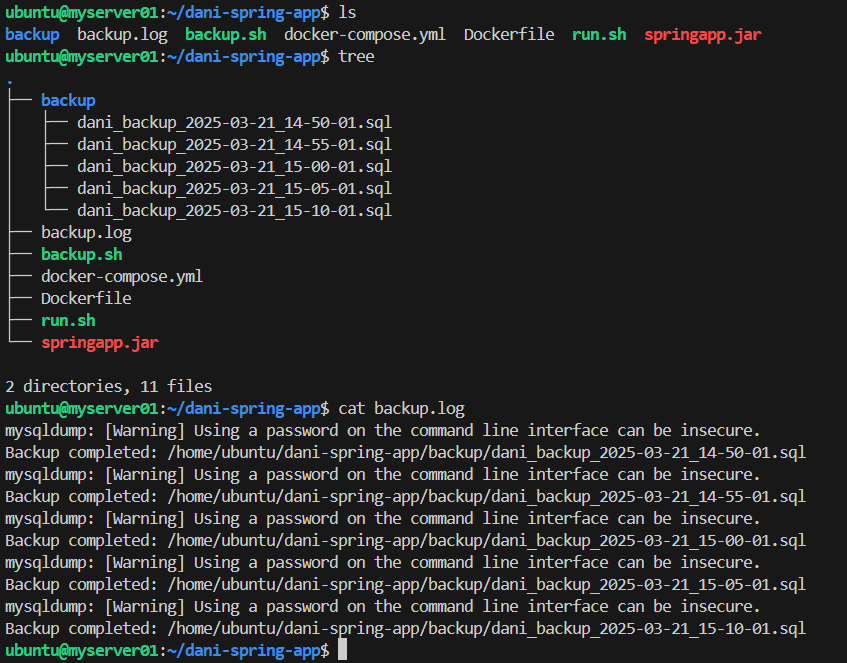 ubuntu@myserver01:~/dani-spring-app$ ls
backup  backup.log  backup.sh  docker-compose.yml  Dockerfile  run.sh  springapp.jar
ubuntu@myserver01:~/dani-spring-app$ tree
.
├── backup
│   ├── dani_backup_2025-03-21_14-50-01.sql
│   ├── dani_backup_2025-03-21_14-55-01.sql
│   ├── dani_backup_2025-03-21_15-00-01.sql
│   ├── dani_backup_2025-03-21_15-05-01.sql
│   └── dani_backup_2025-03-21_15-10-01.sql
├── backup.log
├── backup.sh
├── docker-compose.yml
├── Dockerfile
├── run.sh
└── springapp.jar
2 directories, 11 files
ubuntu@myserver01:~/dani-spring-app$ cat backup.log
mysqldump: [Warning] Using a password on the command line interface can be insecure.
Backup completed: /home/ubuntu/dani-spring-app/backup/dani_backup_2025-03-21_14-50-01.sql
mysqldump: [Warning] Using a password on the command line interface can be insecure.
Backup completed: /home/ubuntu/dani-spring-app/backup/dani_backup_2025-03-21_14-55-01.sql
mysqldump: [Warning] Using a password on the command line interface can be insecure.
Backup completed: /home/ubuntu/dani-spring-app/backup/dani_backup_2025-03-21_15-00-01.sql
mysqldump: [Warning] Using a password on the command line interface can be insecure.
Backup completed: /home/ubuntu/dani-spring-app/backup/dani_backup_2025-03-21_15-05-01.sql
mysqldump: [Warning] Using a password on the command line interface can be insecure.
Backup completed: /home/ubuntu/dani-spring-app/backup/dani_backup_2025-03-21_15-10-01.sql
ubuntu@myserver01:~/dani-spring-app$